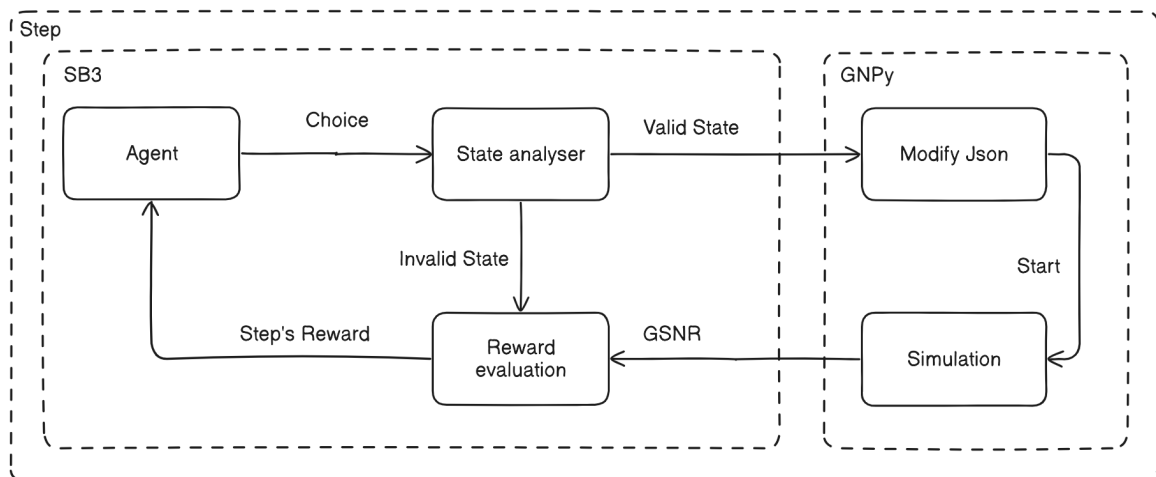 Step
SB3
GNPy
Choice
Valid State
Agent
State analyser
Modify Json
Invalid State
Start
Step's Reward
GSNR
Reward
evaluation
Simulation